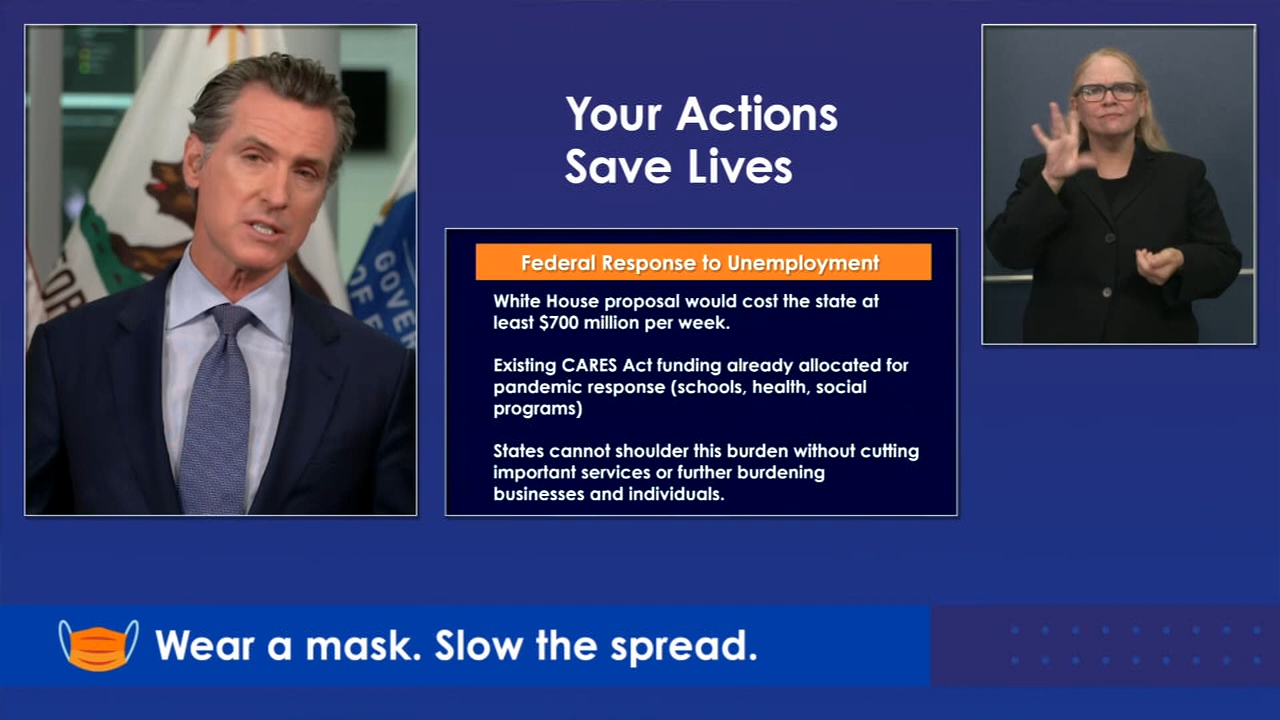 Your Actions
Save Lives
Federal Response to Unemployment
White House proposal would cost the state at
least $700 million per week.
Existing CARES Act funding already allocated for
pandemic response (schools, health, social
programs)
States cannot shoulder this burden without cutting
important services or further burdening
businesses and individuals.
Wear a mask. Slow the spread.